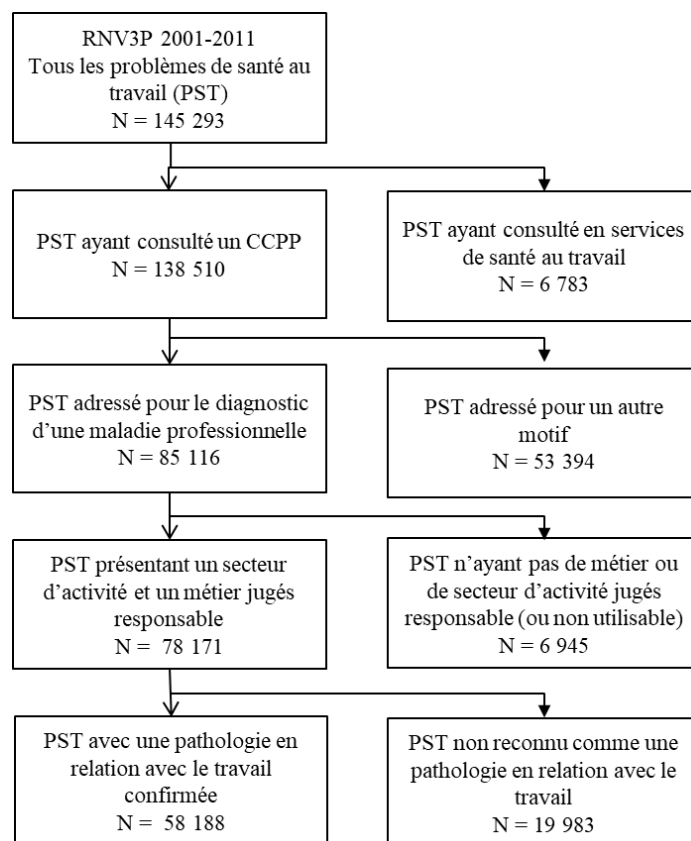 RNV3P 2001-2011
Tous les problèmes de santé au
travail (PST)
N = 145 293
PST ayant consulté un CCPP
N = 138 510
PST ayant consulté en services
de santé au travail
N = 6 783
PST adressé pour le diagnostic
d’une maladie professionnelle
N = 85 116
PST adressé pour un autre
motif
N = 53 394
PST présentant un secteur
d’activité et un métier jugés
responsable
N = 78 171
PST n’ayant pas de métier ou
de secteur d’activité jugés
responsable (ou non utilisable)
N = 6 945
PST avec une pathologie en
relation avec le travail
confirmée
N = 58 188
PST non reconnu comme une
pathologie en relation avec le
travail
N = 19 983